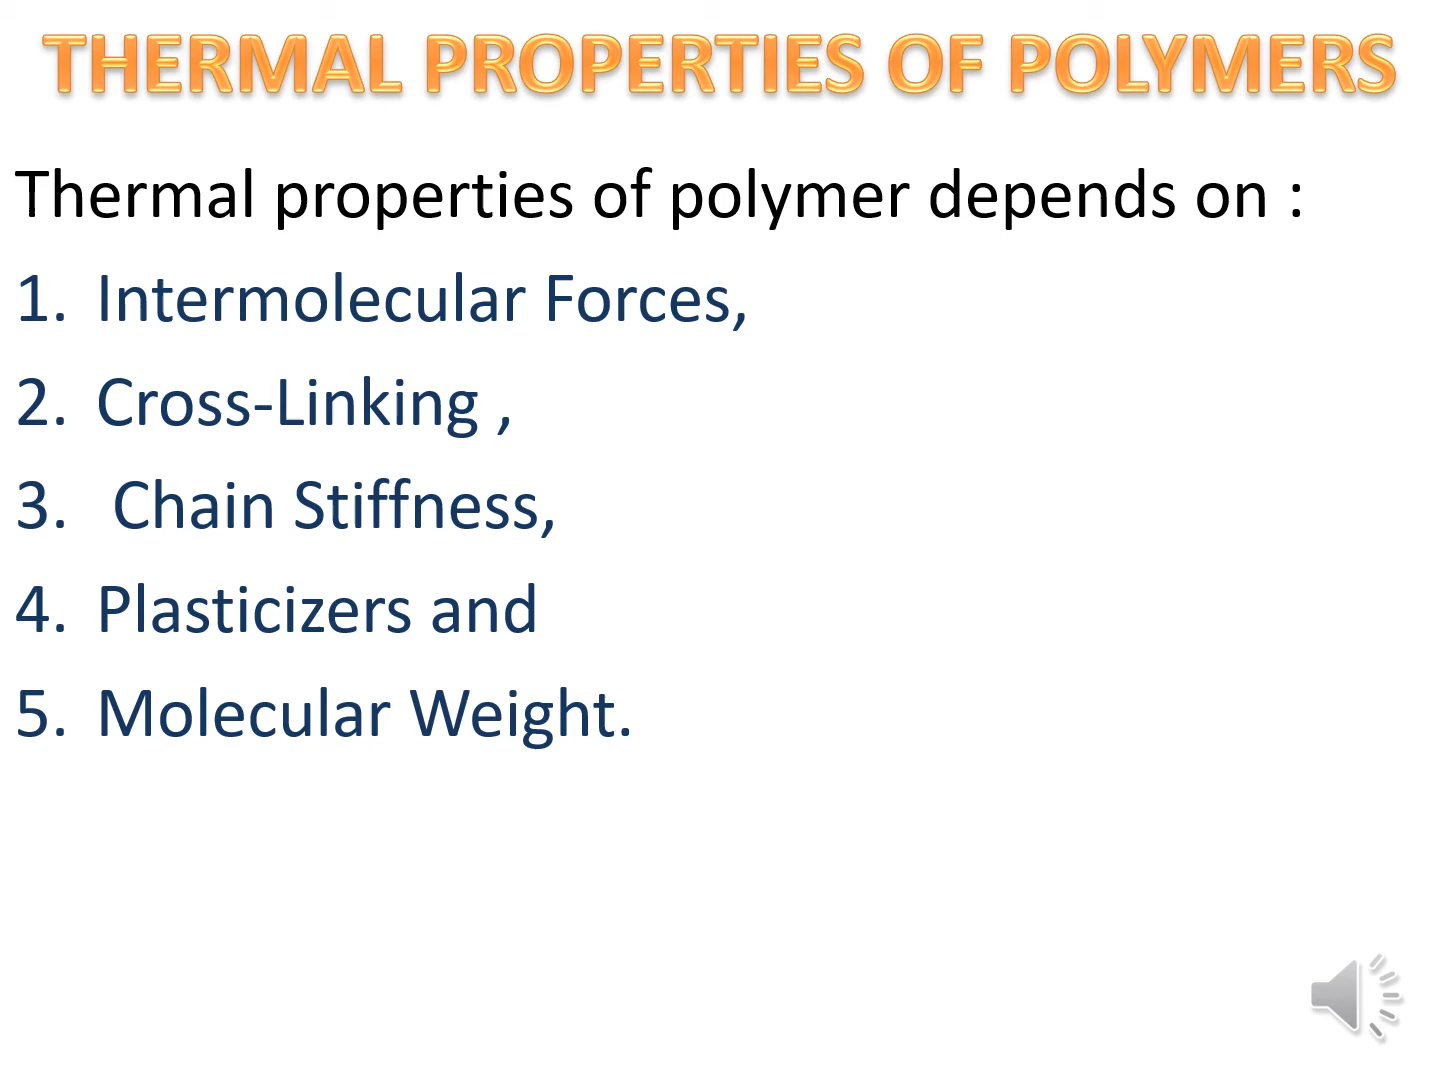 THERMAL PROPERTIES OF POLYMERS
Thermal properties of polymer depends on :
1. Intermolecular Forces,
2. Cross-Linking ,
3. Chain Stiffness,
4. Plasticizers and
5. Molecular Weight.